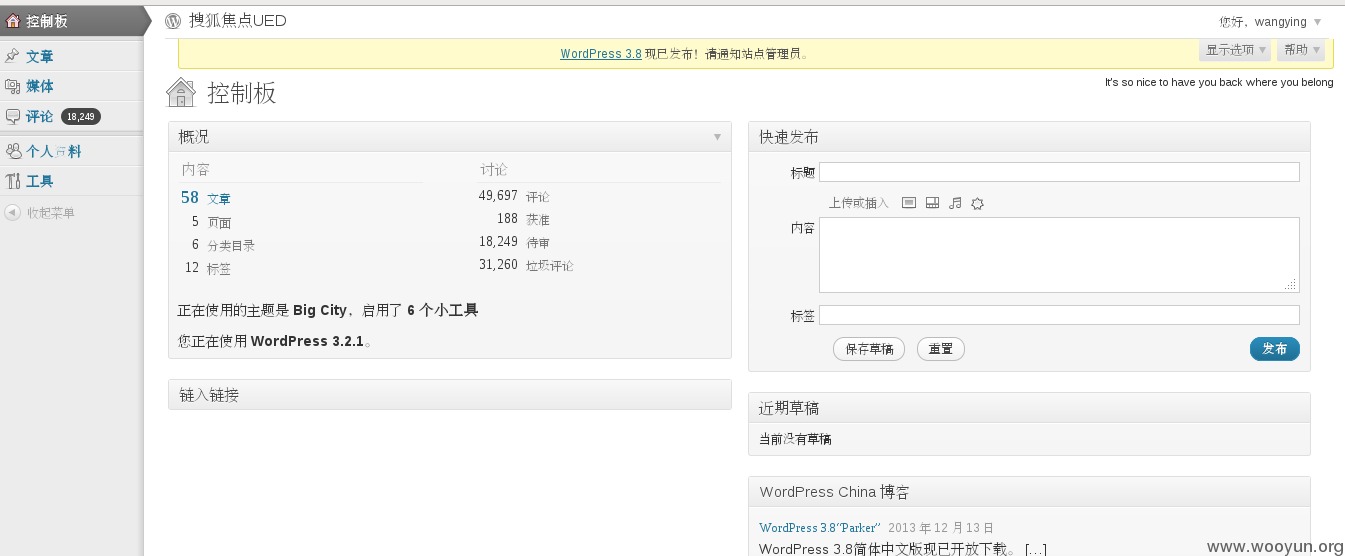 控制板
文章
媒体
评论 18,249
个人资料
工具
收起菜单
搜狐焦点UED
您好，wangying
WordPress 3.8 现已发布！请通知站点管理员。
显示选项 帮助
It's so nice to have you back where you belong
控制板
概况
内容
58 文章
5 页面
6 分类目录
12 标签
讨论
49,697 评论
188 获准
18,249 待审
31,260 垃圾评论
正在使用的主题是 Big City，启用了 6 个小工具
您正在使用 WordPress 3.2.1。
链入链接
快速发布
标题
上传或插入
内容
标签
保存草稿 重置 发布
近期草稿
当前没有草稿
WordPress China 博客
WordPress 3.8“Parker” 2013 年 12 月 13 日
WordPress 3.8简体中文版现已开放下载。 [...]
www.wooyun.org